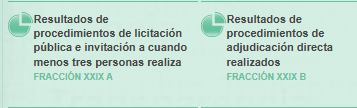 Resultados de
procedimientos de licitación
pública e invitación a cuando
menos tres personas realiza
FRACCIÓN XXIX A
Resultados de
procedimientos de
adjudicación directa
realizados
FRACCIÓN XXIX B